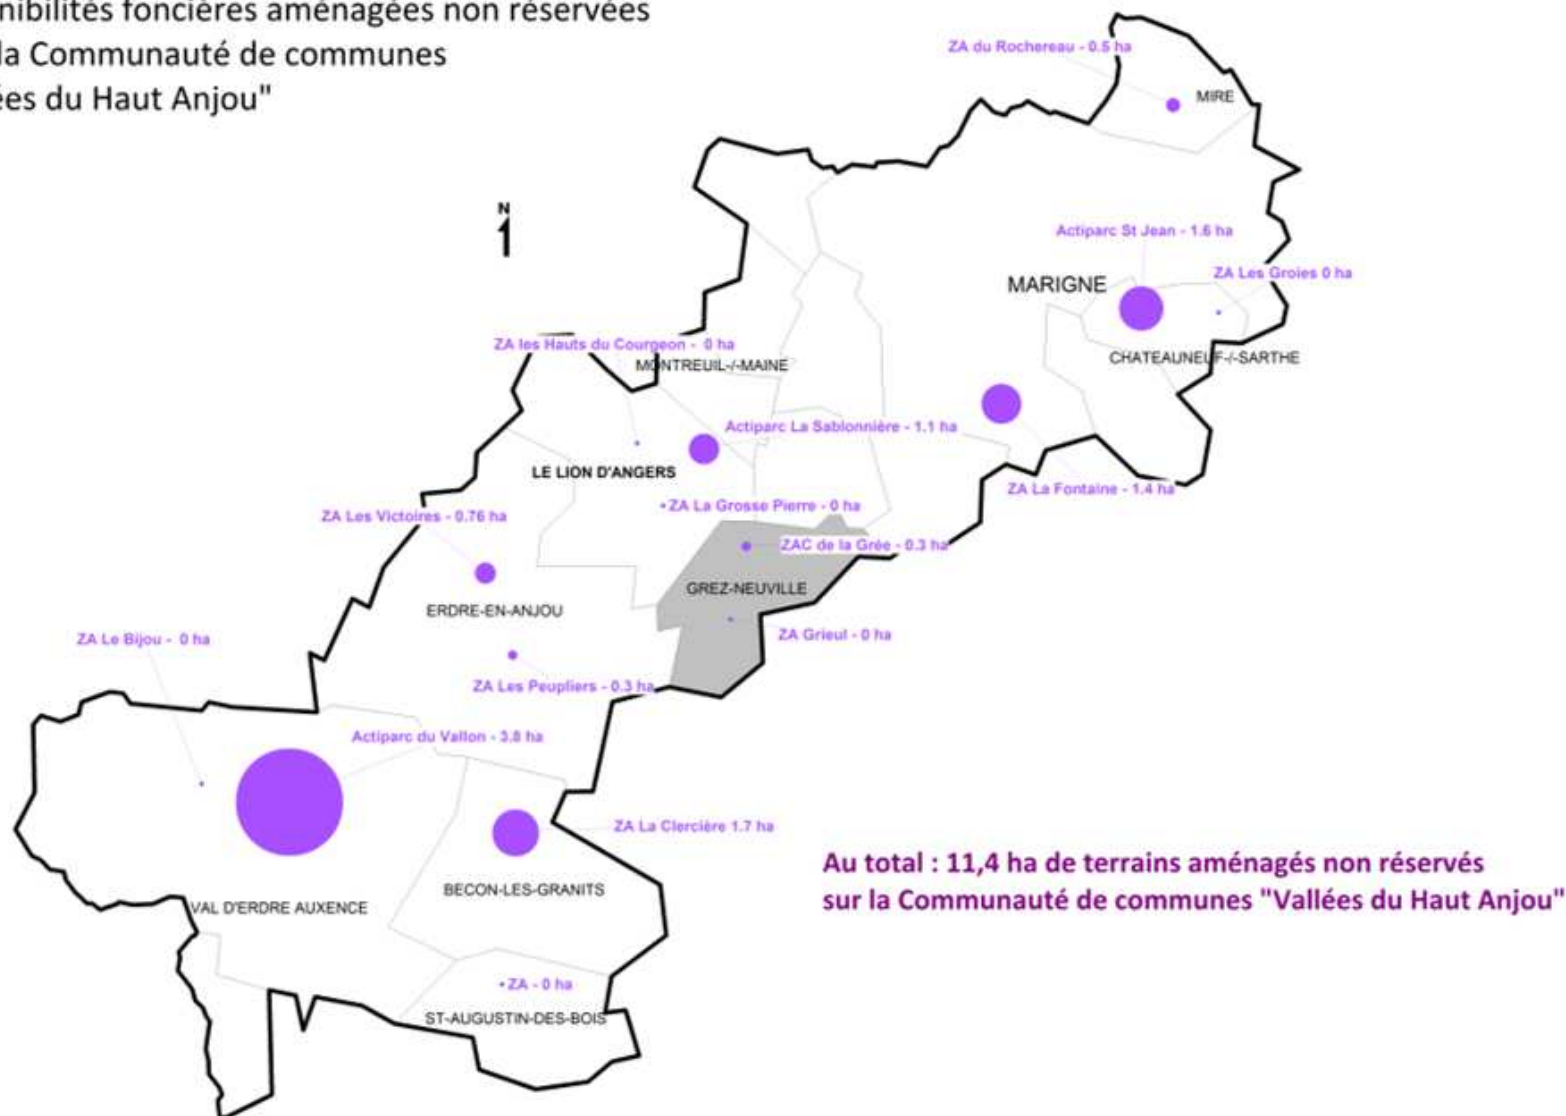 nibilités foncières aménagées non réservées
la Communauté de communes
ées du Haut Anjou"
ZA du Rochereau - 0.5 ha
MIRE
N
Actiparc St Jean - 1.6 ha
MARIGNE
ZA Les Groies 0 ha
ZA les Hauts du Courgeon - 0 ha
MONTREUIL-/-MAINE
CHATEAUNEUF-/-SARTHE
Actiparc La Sablonnière - 1.1 ha
LE LION D'ANGERS
ZA La Fontaine - 1.4 ha
ZA La Grosse Pierre - 0 ha
ZA Les Victoires - 0.76 ha
ZAC de la Grée - 0.3 ha
GREZ-NEUVILLE
ERDRE-EN-ANJOU
ZA Grieul - 0 ha
ZA Le Bijou - 0 ha
ZA Les Peupliers - 0.3 ha
Actiparc du Vallon - 3.8 ha
ZA La Clercière 1.7 ha
Au total : 11,4 ha de terrains aménagés non réservés
sur la Communauté de communes "Vallées du Haut Anjou"
BECON-LES-GRANITS
VAL D'ERDRE AUXENCE
ZA - 0 ha
ST-AUGUSTIN-DES-BOIS